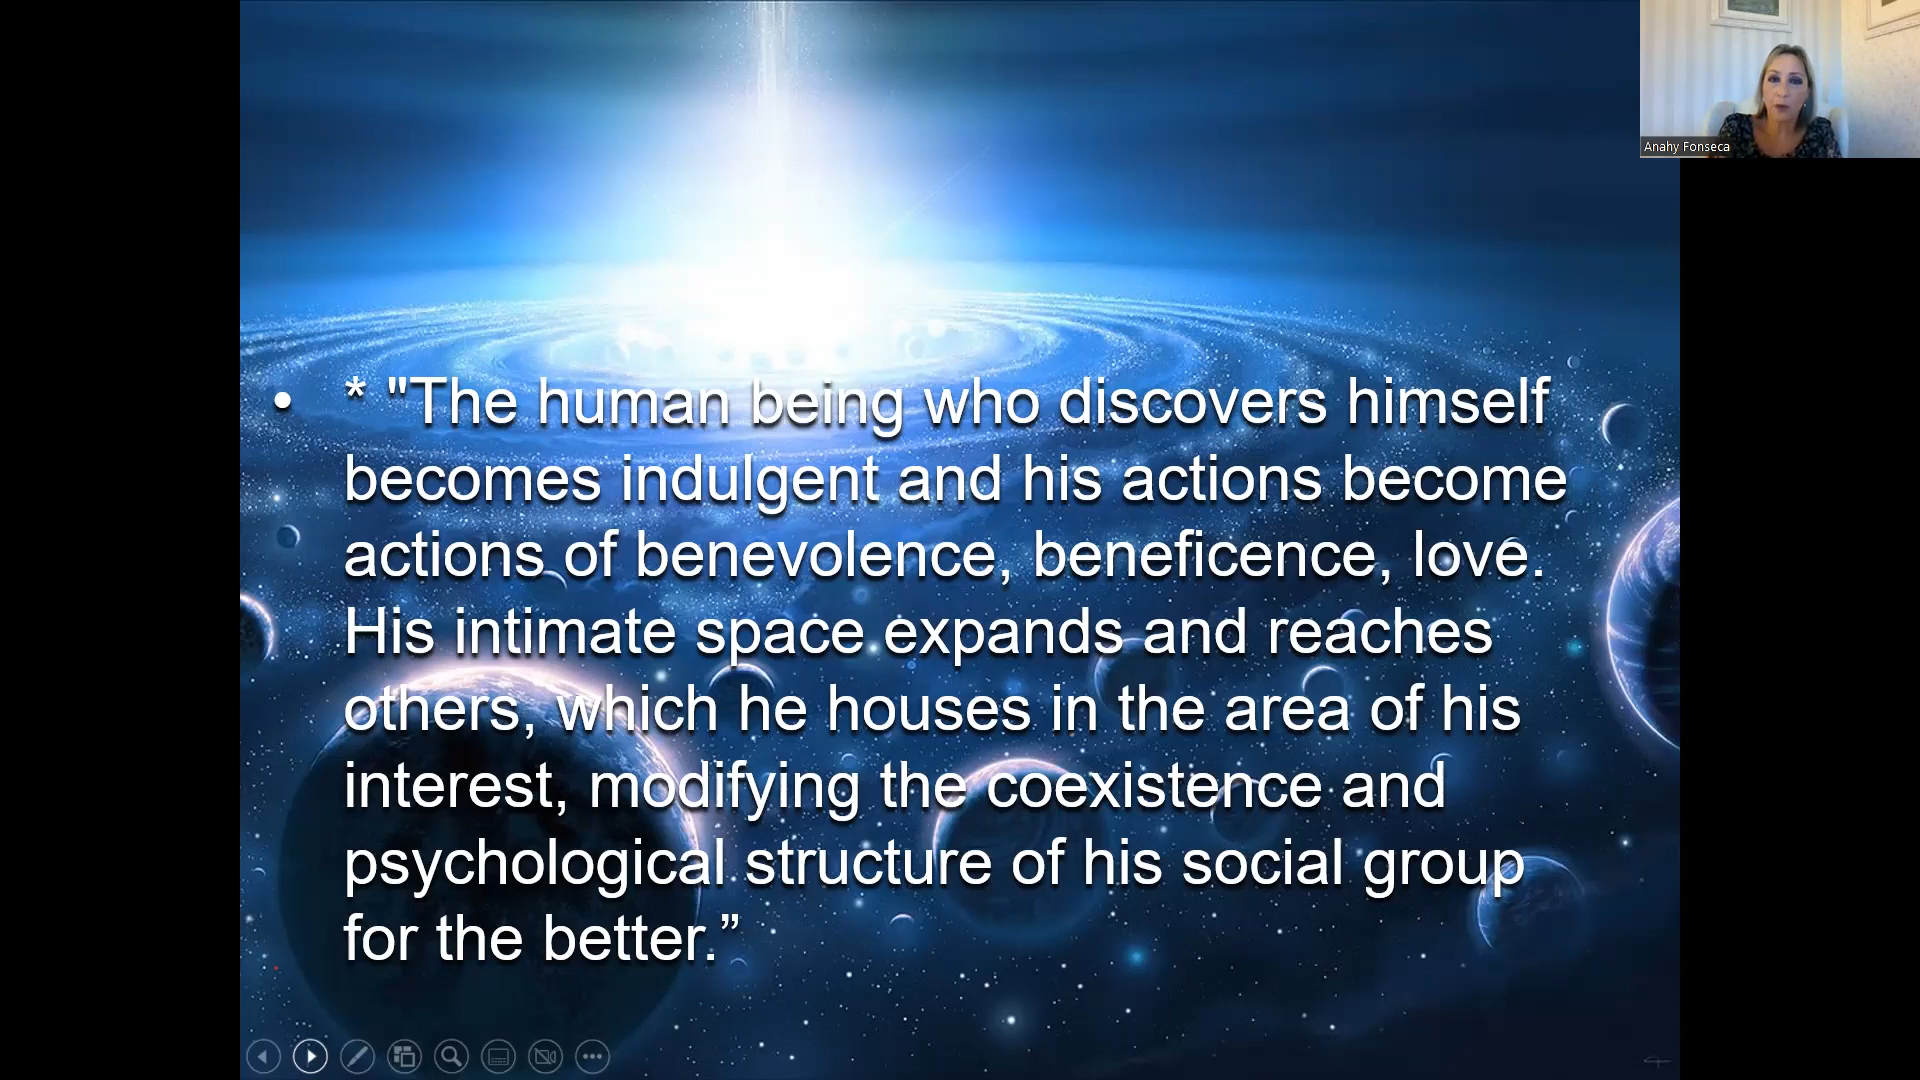 Anahy Fonseca
• * "The human being who discovers himself
becomes indulgent and his actions become
actions of benevolence, beneficence, love.
His intimate space expands and reaches
others, which he houses in the area of his
interest, modifying the coexistence and
psychological structure of his social group
for the better.”